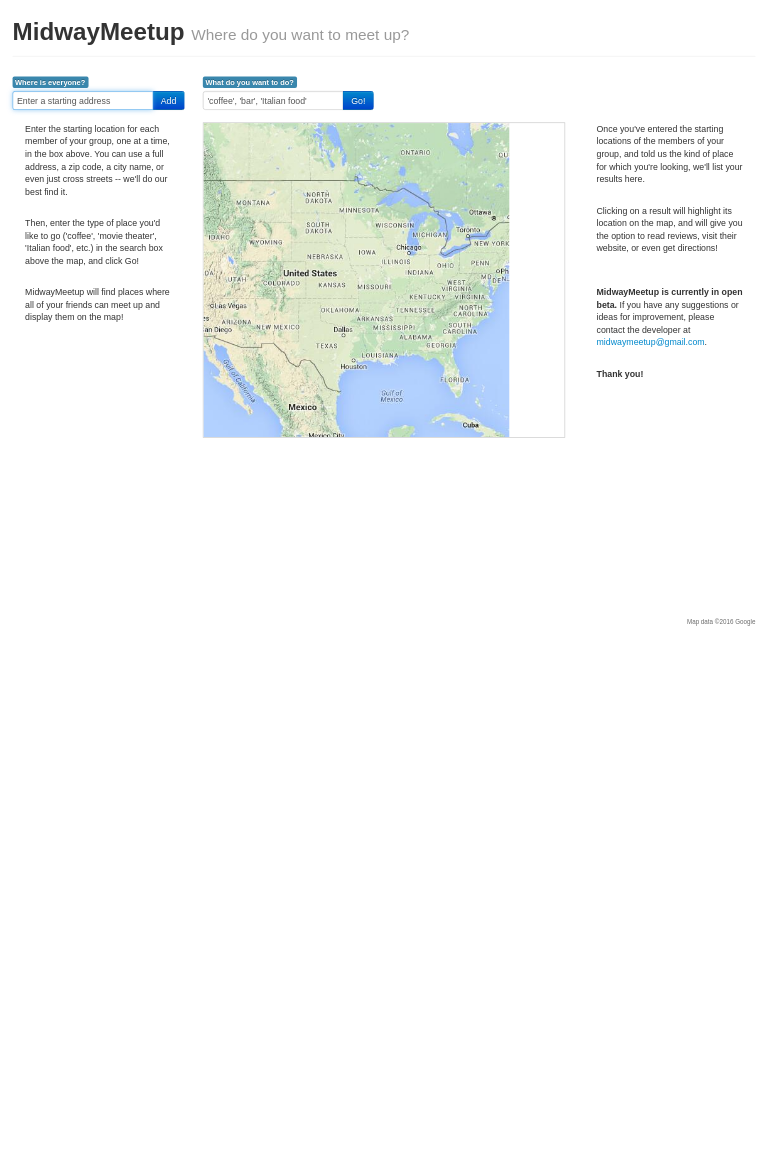 MidwayMeetup Where do you want to meet up?
Where is everyone?
Enter a starting address Add
What do you want to do?
'coffee', 'bar', 'Italian food' Go!
Enter the starting location for each
member of your group, one at a time,
in the box above. You can use a full
address, a zip code, a city name, or
even just cross streets -- we'll do our
best find it.
Then, enter the type of place you'd
like to go ('coffee', 'movie theater',
'Italian food', etc.) in the search box
above the map, and click Go!
MidwayMeetup will find places where
all of your friends can meet up and
display them on the map!
ONTARIO
OU
MONTANA
NORTH
DAKOTA
MINNESOTA
Ottawa
SOUTH
DAKOTA
WISCONSIN
MICHIGAN
Toronto
IDAHO
WYOMING
Chicago
NEW YORK
NEBRASKA
IOWA
ILLINOIS
INDIANA
OHIO
PENN
MD
DE
Ph
United States
UTAH
COLORADO
KANSAS
MISSOURI
WEST
VIRGINIA
KENTUCKY
VIRGINIA
Las Vegas
OKLAHOMA
ARKANSAS
TENNESSEE
NORTH
CAROLINA
ARIZONA
NEW MEXICO
an Diego
Dallas
MISSISSIPPI
ALABAMA
SOUTH
CAROLINA
TEXAS
GEORGIA
LOUISIANA
Houston
FLORIDA
Gulf of California
Gulf of
Mexico
Mexico
Cuba
Mexico City
Once you've entered the starting
locations of the members of your
group, and told us the kind of place
for which you're looking, we'll list your
results here.
Clicking on a result will highlight its
location on the map, and will give you
the option to read reviews, visit their
website, or even get directions!
MidwayMeetup is currently in open
beta. If you have any suggestions or
ideas for improvement, please
contact the developer at
midwaymeetup@gmail.com.
Thank you!
Map data ©2016 Google